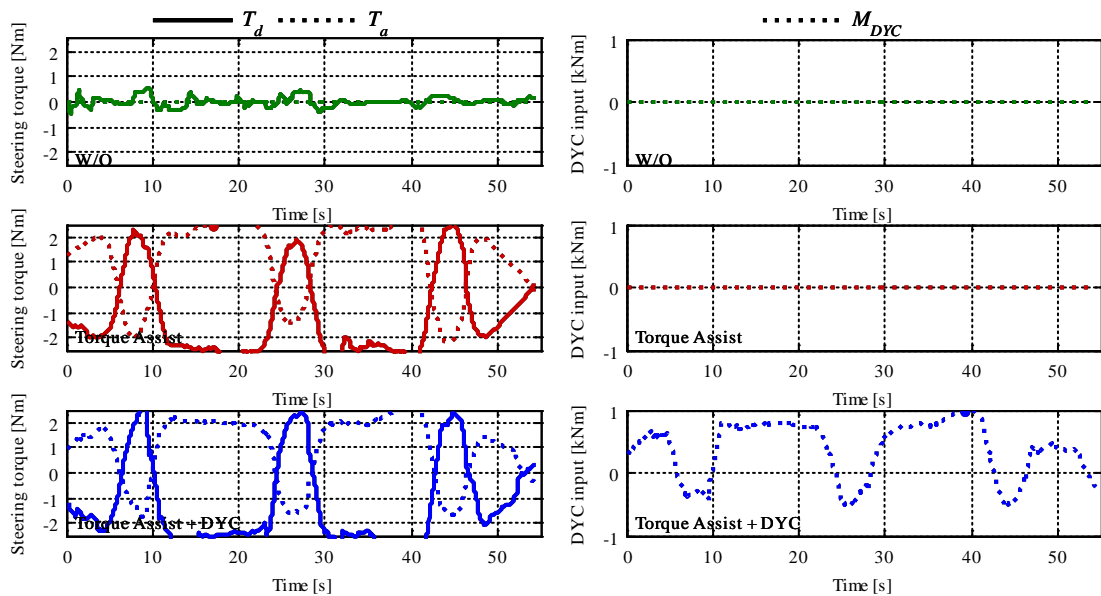 T_d T_a
M_DYC
Steering torque [Nm]
2
1
0
-1
-2
W/O
0 10 20 30 40 50
Time [s]
DYC input [kNm]
1
0
-1
W/O
0 10 20 30 40 50
Time [s]
Steering torque [Nm]
2
1
0
-1
-2
Torque Assist
0 10 20 30 40 50
Time [s]
DYC input [kNm]
1
0
-1
Torque Assist
0 10 20 30 40 50
Time [s]
Steering torque [Nm]
2
1
0
-1
-2
Torque Assist + DYC
0 10 20 30 40 50
Time [s]
DYC input [kNm]
1
0
-1
Torque Assist + DYC
0 10 20 30 40 50
Time [s]